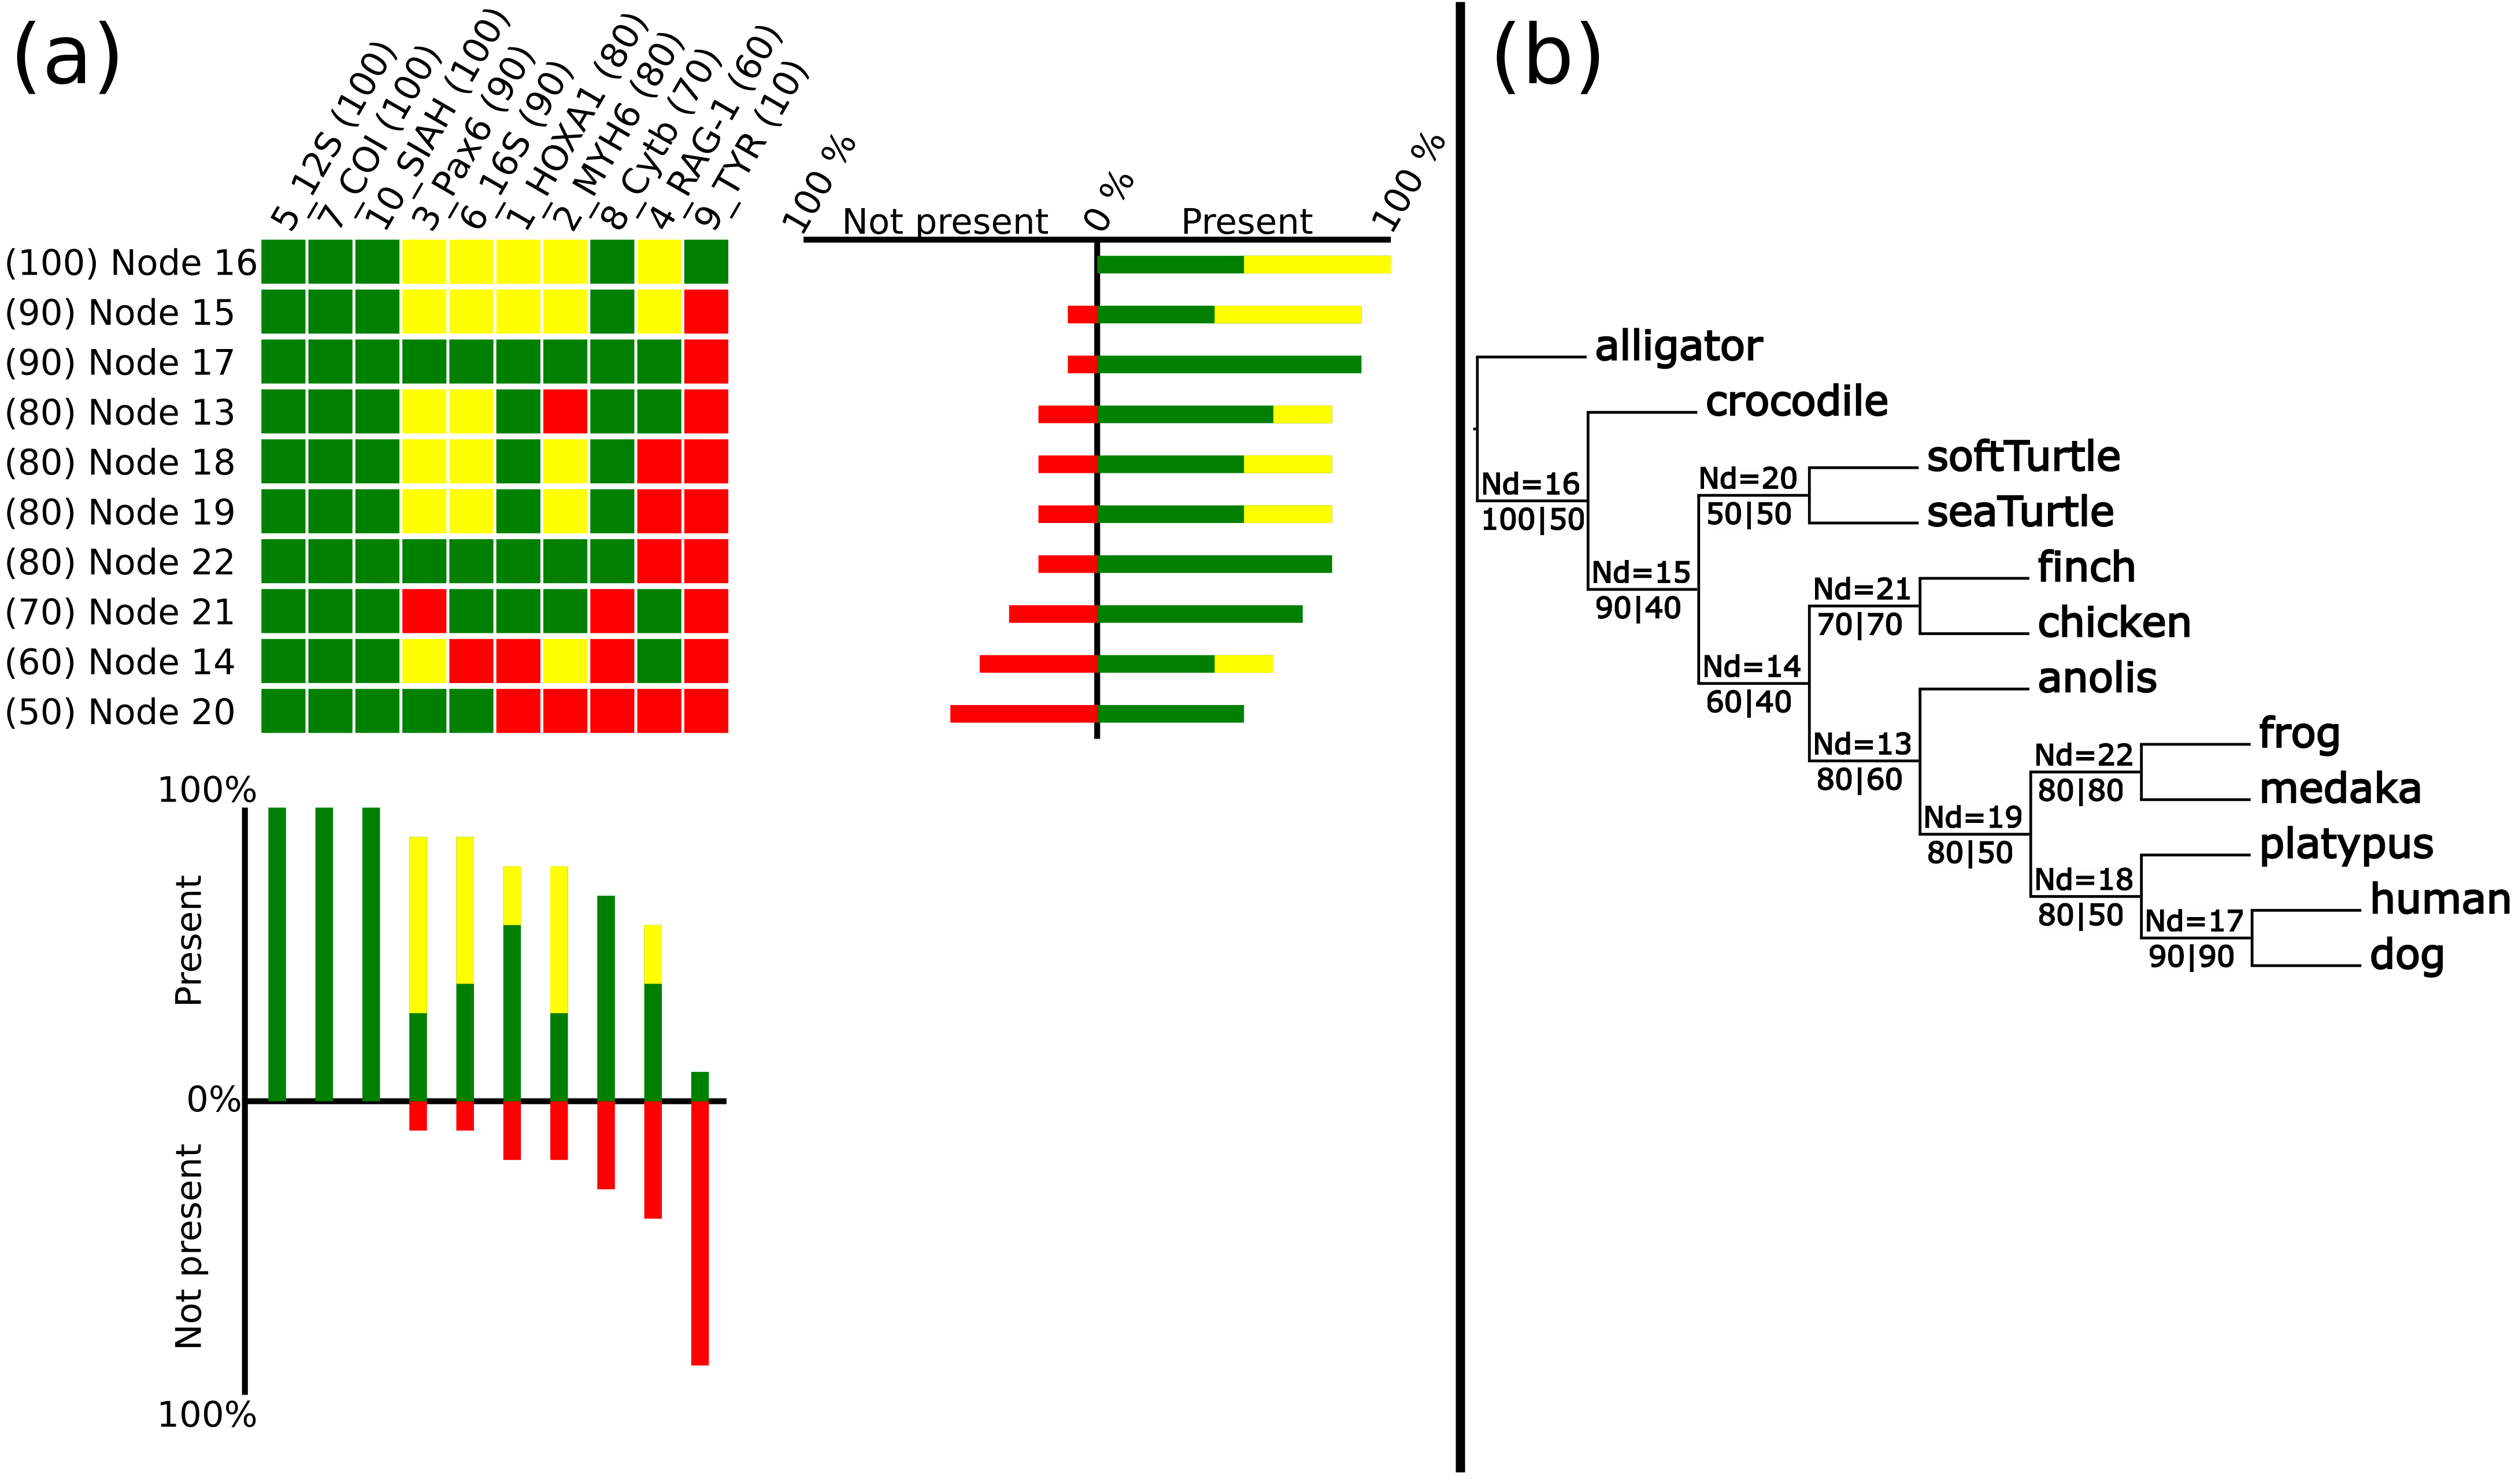 (a)
5_12S (100)
7_COI (100)
10_SIAH (100)
3_Pax6 (90)
6_16S (90)
1_HOXA1 (80)
2_MYH6 (80)
8_Cytb (70)
4_RAG-1 (60)
9_TYR (10)
100 %
Not present
0 %
Present
100 %
(100) Node 16
(90) Node 15
(90) Node 17
(80) Node 13
(80) Node 18
(80) Node 19
(80) Node 22
(70) Node 21
(60) Node 14
(50) Node 20
100%
Present
0%
Not present
100%
(b)
alligator
crocodile
softTurtle
Nd=20
Nd=16
50|50
seaTurtle
100|50
finch
Nd=15
Nd=21
90|40
70|70
chicken
Nd=14
anolis
60|40
frog
Nd=13
Nd=22
80|60
80|80
medaka
Nd=19
platypus
80|50
Nd=18
human
80|50
Nd=17
90|90
dog